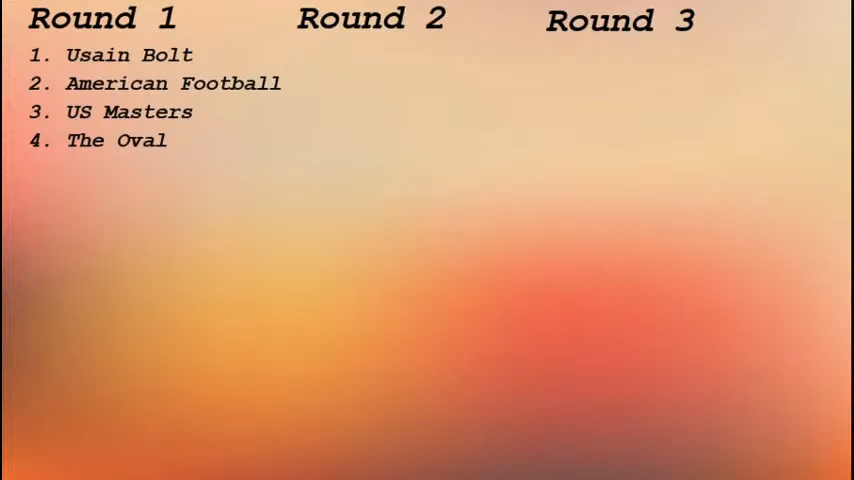 Round 1
Round 2
Round 3
1. Usain Bolt
2. American Football
3. US Masters
4. The Oval